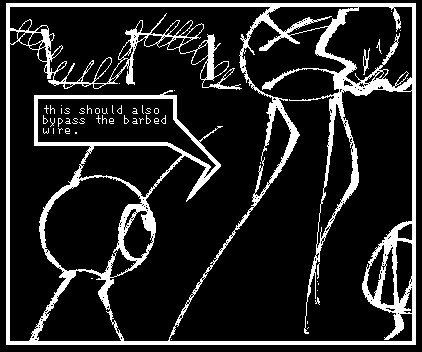 this should also
bypass the barbed
wire.